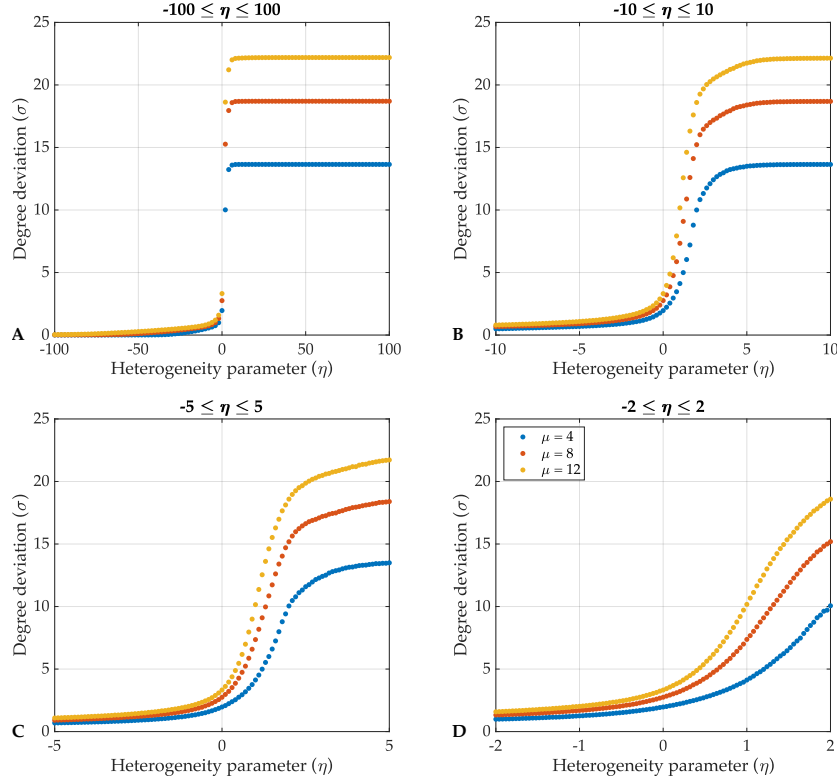 -100 ≤ η ≤ 100
25
20
15
10
5
0
Degree deviation (σ)
-100
-50
0
50
100
Heterogeneity parameter (η)
A
-10 ≤ η ≤ 10
25
20
15
10
5
0
Degree deviation (σ)
-10
-5
0
5
10
Heterogeneity parameter (η)
B
-5 ≤ η ≤ 5
25
20
15
10
5
0
Degree deviation (σ)
-5
0
5
Heterogeneity parameter (η)
C
-2 ≤ η ≤ 2
μ = 4
μ = 8
μ = 12
25
20
15
10
5
0
Degree deviation (σ)
-2
-1
0
1
2
Heterogeneity parameter (η)
D